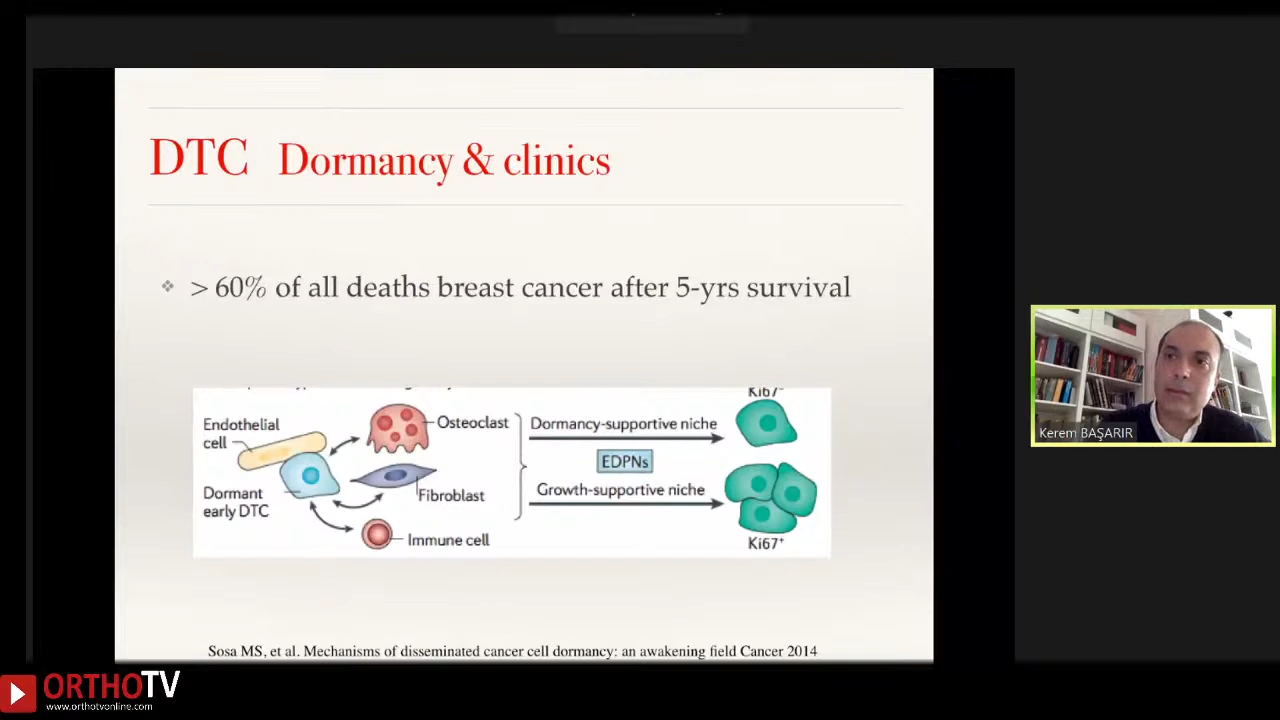 DTC Dormancy & clinics
> 60% of all deaths breast cancer after 5-yrs survival
Endothelial
cell
Dormant
early DTC
Osteoclast
Fibroblast
Immune cell
Dormancy-supportive niche
EDPNs
Growth-supportive niche
Ki67⁻
Ki67⁺
Sosa MS, et al. Mechanisms of disseminated cancer cell dormancy: an awakening field Cancer 2014
Kerem BAŞARIR
ORTHOTV
www.orthotvonline.com